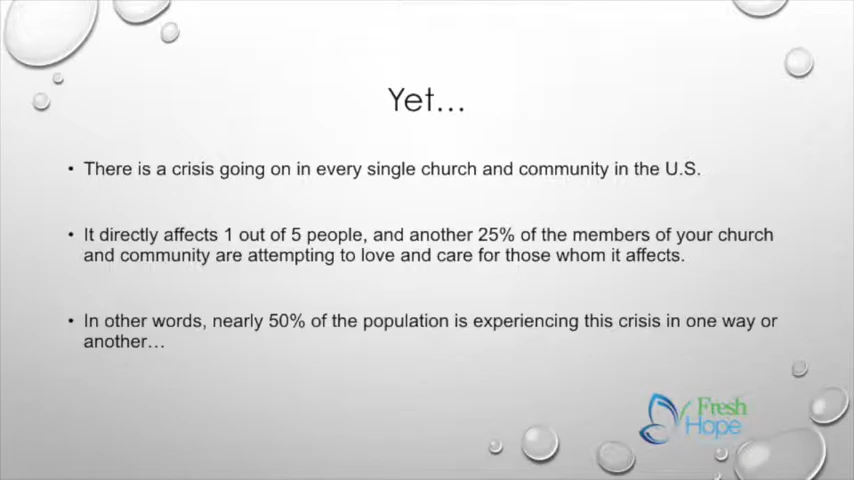 Yet…
• There is a crisis going on in every single church and community in the U.S.
• It directly affects 1 out of 5 people, and another 25% of the members of your church
and community are attempting to love and care for those whom it affects.
• In other words, nearly 50% of the population is experiencing this crisis in one way or
another…
Fresh
Hope